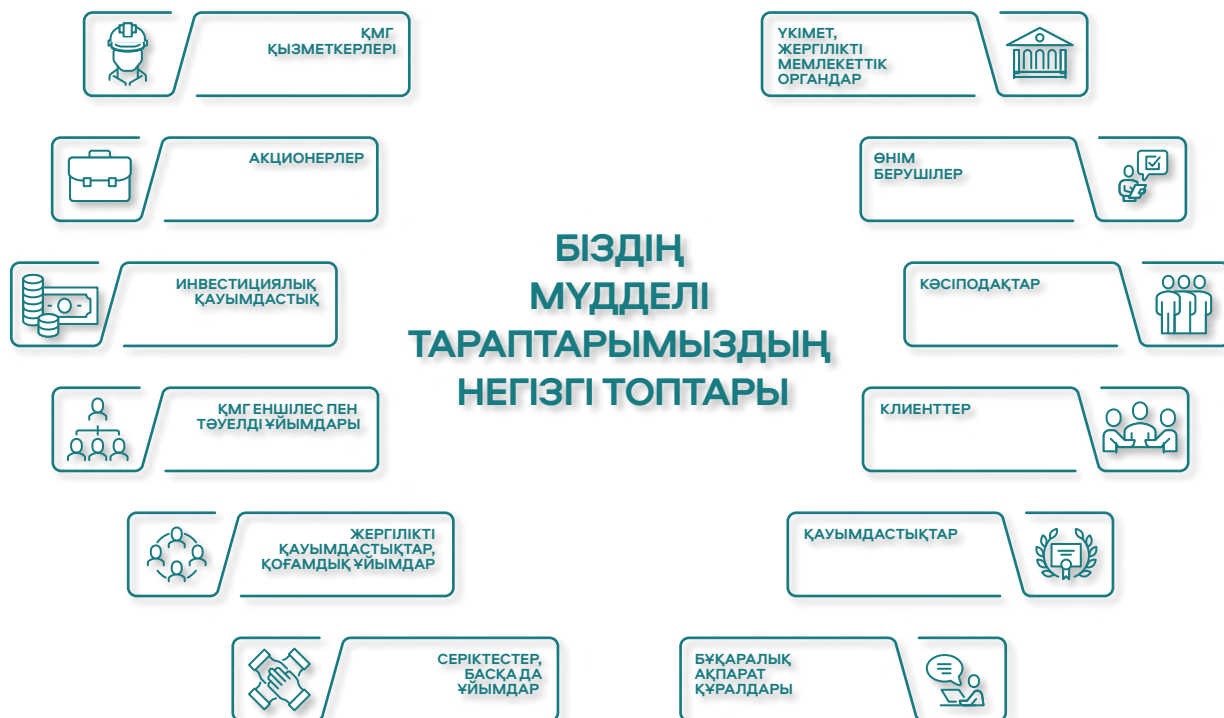 ҚМГ
ҚЫЗМЕТКЕРЛЕРІ
АКЦИОНЕРЛЕР
ИНВЕСТИЦИЯЛЫҚ
ҚАУЫМДАСТЫҚ
ҚМГ ЕНШІЛЕС ПЕН
ТӘУЕЛДІ ҰЙЫМДАРЫ
ЖЕРГІЛІКТІ
ҚАУЫМДАСТЫҚТАР,
ҚОҒАМДЫҚ ҰЙЫМДАР
СЕРІКТЕСТЕР,
БАСҚА ДА
ҰЙЫМДАР
БІЗДІҢ
МҮДДЕЛІ
ТАРАПТАРЫМЫЗДЫҢ
НЕГІЗГІ ТОПТАРЫ
ҮКІМЕТ,
ЖЕРГІЛІКТІ
МЕМЛЕКЕТТІК
ОРГАНДАР
ӨНІМ
БЕРУШІЛЕР
КӘСІПОДАҚТАР
КЛИЕНТТЕР
ҚАУЫМДАСТЫҚТАР
БҰҚАРАЛЫҚ
АҚПАРАТ
ҚҰРАЛДАРЫ